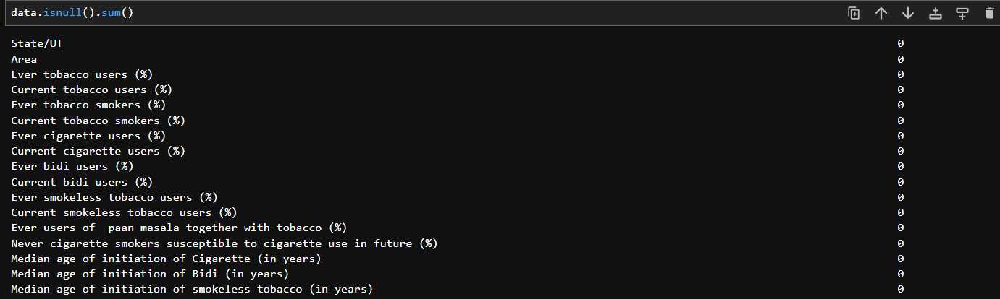 data.isnull().sum()
State/UT 0
Area 0
Ever tobacco users (%) 0
Current tobacco users (%) 0
Ever tobacco smokers (%) 0
Current tobacco smokers (%) 0
Ever cigarette users (%) 0
Current cigarette users (%) 0
Ever bidi users (%) 0
Current bidi users (%) 0
Ever smokeless tobacco users (%) 0
Current smokeless tobacco users (%) 0
Ever users of  paan masala together with tobacco (%) 0
Never cigarette smokers susceptible to cigarette use in future (%) 0
Median age of initiation of Cigarette (in years) 0
Median age of initiation of Bidi (in years) 0
Median age of initiation of smokeless tobacco (in years) 0